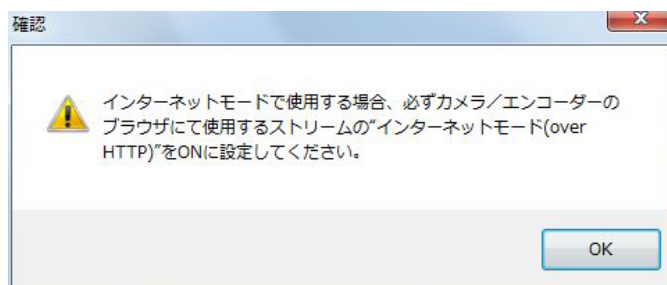 確認
インターネットモードで使用する場合、必ずカメラ／エンコーダーの
ブラウザにて使用するストリームの“インターネットモード(over
HTTP)”をONに設定してください。
OK